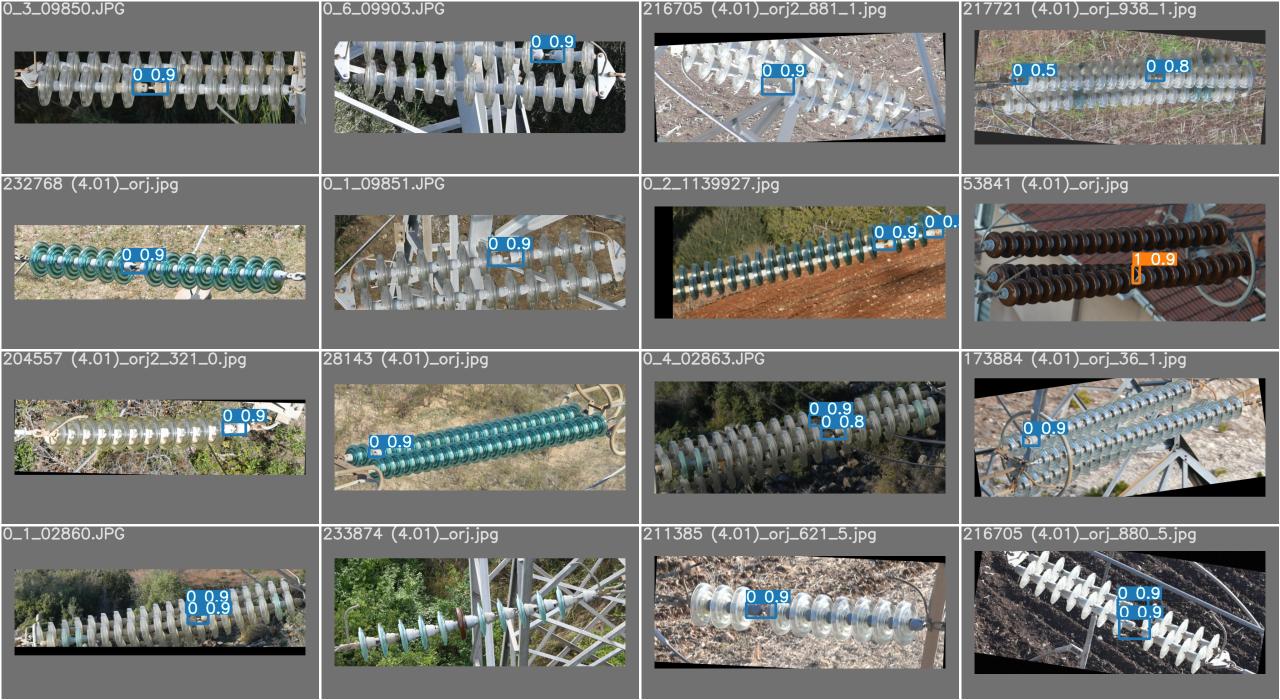 0_3_09850.JPG
0_6_09903.JPG
216705 (4.01)_orj2_881_1.jpg
217721 (4.01)_orj_938_1.jpg
0 0.9
0 0.9
0 0.9
0 0.5
0 0.8
232768 (4.01)_orj.jpg
0_1_09851.JPG
0_2_1139927.jpg
53841 (4.01)_orj.jpg
0 0.9
0 0.9
0 0.9
1 0.9
204557 (4.01)_orj2_321_0.jpg
28143 (4.01)_orj.jpg
0_4_02863.JPG
173884 (4.01)_orj_36_1.jpg
0 0.9
0 0.9
0 0.9
0 0.8
0 0.9
0_1_02860.JPG
233874 (4.01)_orj.jpg
211385 (4.01)_orj_621_5.jpg
216705 (4.01)_orj_880_5.jpg
0 0.9
0 0.9
0 0.9
0 0.9
0 0.9